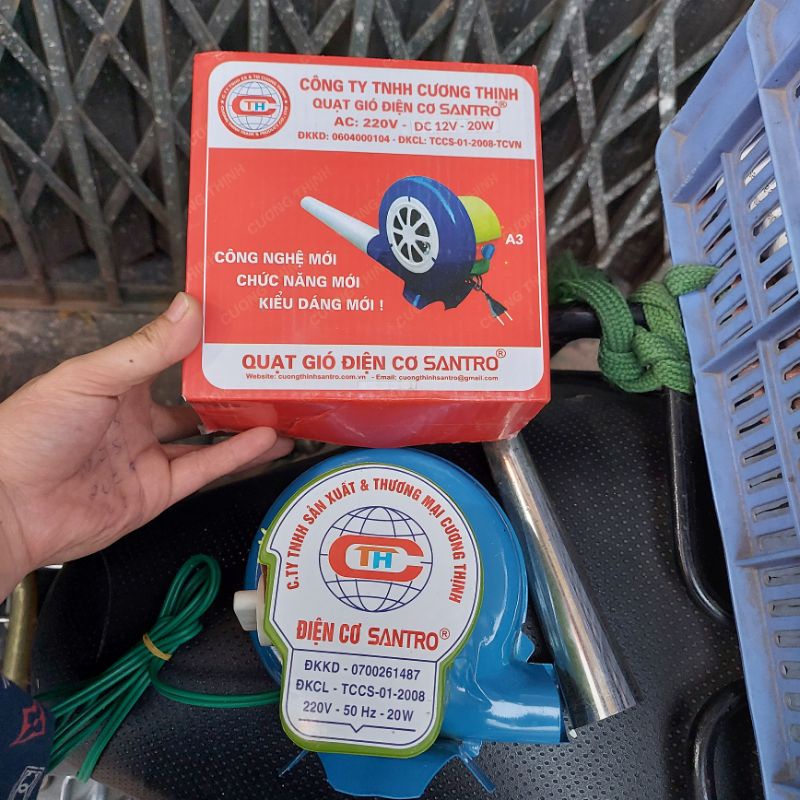 CÔNG TY TNHH CƯƠNG THỊNH
QUẠT GIÓ ĐIỆN CƠ SANTRO®
AC: 220V - DC 12V - 20W
ĐKKD: 0604000104 - ĐKCL: TCCS-01-2008-TCVN
CTH
A3
CÔNG NGHỆ MỚI
CHỨC NĂNG MỚI
KIỂU DÁNG MỚI !
QUẠT GIÓ ĐIỆN CƠ SANTRO®
Website: cuongthinhsantro.com.vn - Email: cuongthinhsantro@gmail.com
C.TY TNHH SẢN XUẤT & THƯƠNG MẠI CƯƠNG THỊNH
CTH
ĐIỆN CƠ SANTRO®
ĐKKD - 0700261487
ĐKCL - TCCS-01-2008
220V - 50 Hz - 20W